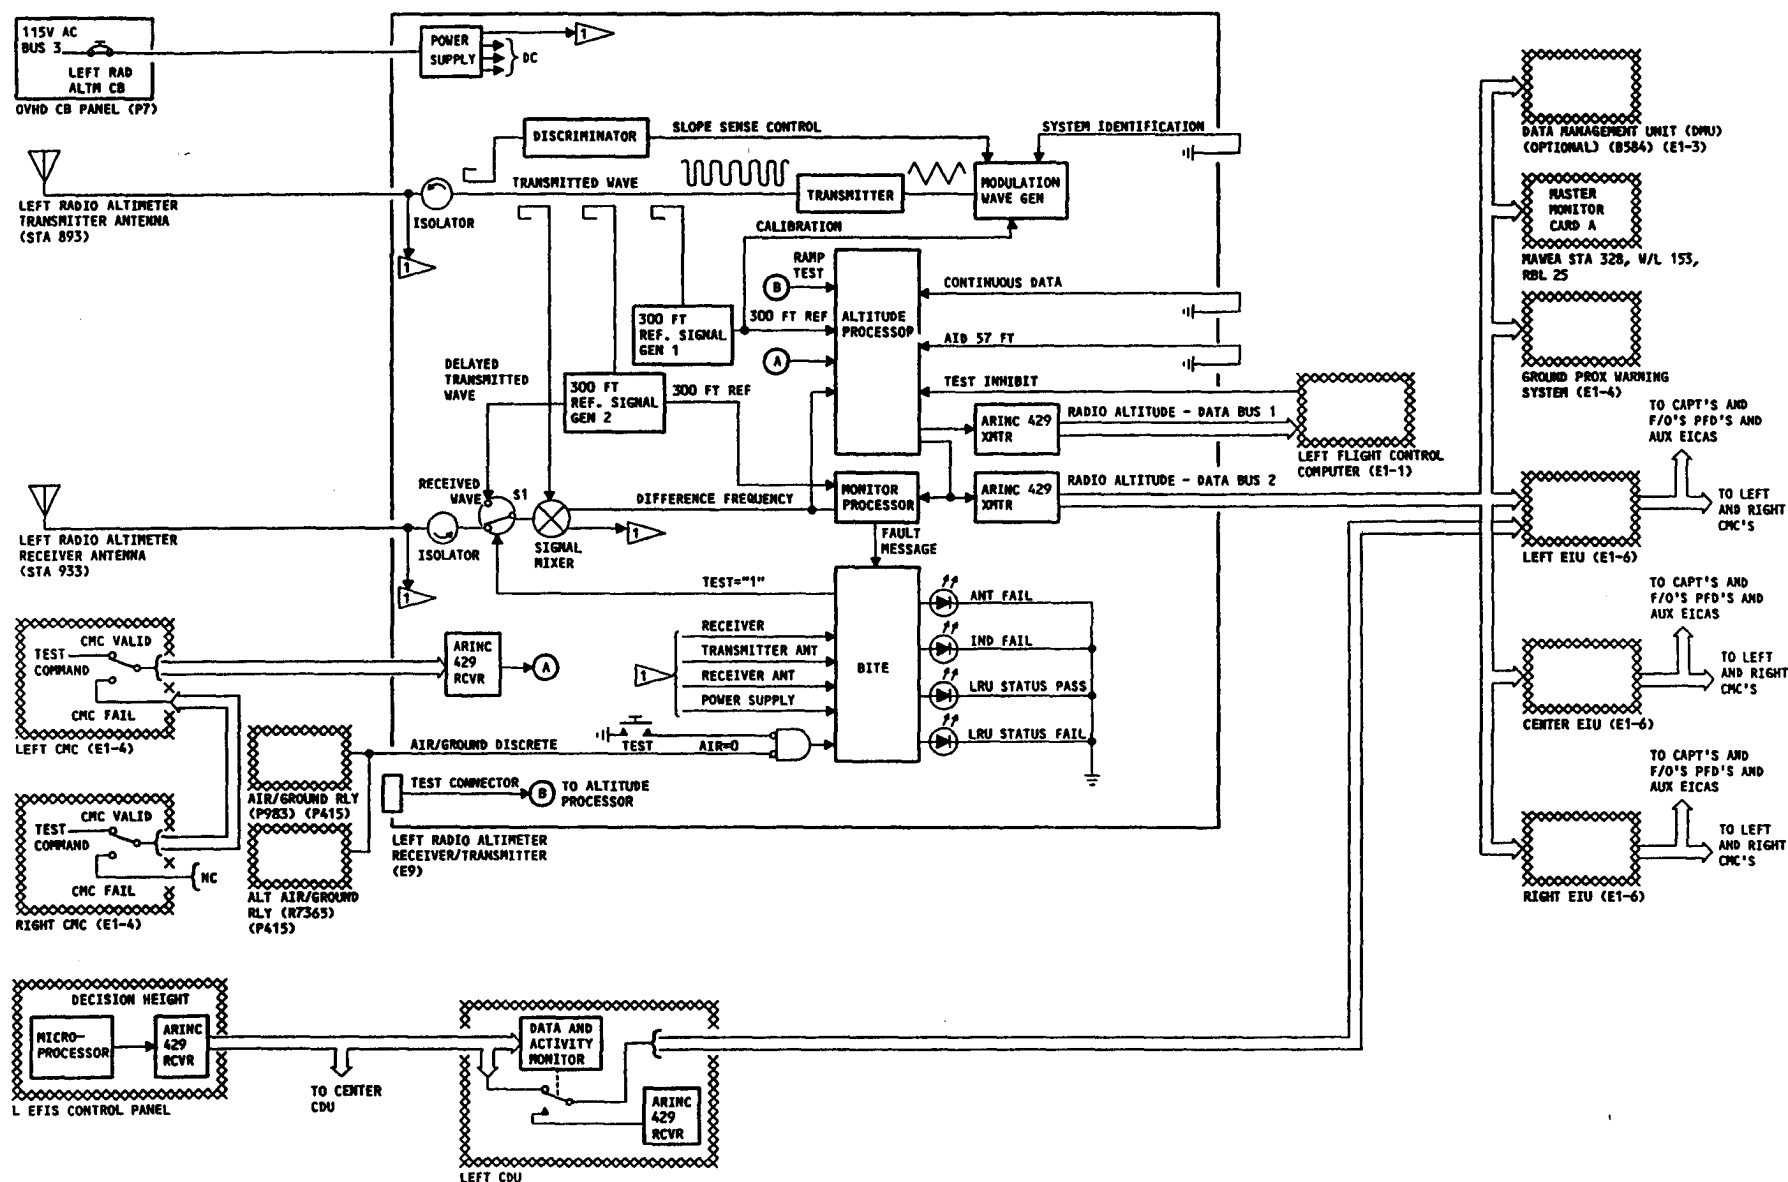 115V AC
BUS 3
LEFT RAD
ALTM CB
OVHD CB PANEL (P7)
POWER
SUPPLY
DC
1
DISCRIMINATOR
SLOPE SENSE CONTROL
SYSTEM IDENTIFICATION
TRANSMITTED WAVE
TRANSMITTER
MODULATION
WAVE GEN
ISOLATOR
LEFT RADIO ALTIMETER
TRANSMITTER ANTENNA
(STA 893)
1
CALIBRATION
RAMP
TEST
B
300 FT REF
A
ALTITUDE
PROCESSOR
CONTINUOUS DATA
AID 57 FT
TEST INHIBIT
300 FT
REF. SIGNAL
GEN 1
DELAYED
TRANSMITTED
WAVE
300 FT
REF. SIGNAL
GEN 2
300 FT REF
ARINC 429
XMTR
RADIO ALTITUDE - DATA BUS 1
LEFT FLIGHT CONTROL
COMPUTER (E1-1)
RECEIVED
WAVE
S1
DIFFERENCE FREQUENCY
MONITOR
PROCESSOR
ARINC 429
XMTR
RADIO ALTITUDE - DATA BUS 2
LEFT RADIO ALTIMETER
RECEIVER ANTENNA
(STA 933)
ISOLATOR
SIGNAL
MIXER
1
FAULT
MESSAGE
1
TEST="1"
BITE
ANT FAIL
IND FAIL
LRU STATUS PASS
LRU STATUS FAIL
1
RECEIVER
TRANSMITTER ANT
RECEIVER ANT
POWER SUPPLY
TEST
AIR=0
CMC VALID
TEST
COMMAND
CMC FAIL
LEFT CMC (E1-4)
ARINC
429
RCVR
A
AIR/GROUND DISCRETE
AIR/GROUND RLY
(P983) (P415)
TEST CONNECTOR
B
TO ALTITUDE
PROCESSOR
CMC VALID
TEST
COMMAND
CMC FAIL
NC
RIGHT CMC (E1-4)
ALT AIR/GROUND
RLY (R7365)
(P415)
LEFT RADIO ALTIMETER
RECEIVER/TRANSMITTER
(E9)
DATA MANAGEMENT UNIT (DMU)
(OPTIONAL) (B584) (E1-3)
MASTER
MONITOR
CARD A
MAWEA STA 328, W/L 153,
RBL 25
GROUND PROX WARNING
SYSTEM (E1-4)
TO CAPT'S AND
F/O'S PFD'S AND
AUX EICAS
TO LEFT
AND RIGHT
CMC'S
LEFT EIU (E1-6)
TO CAPT'S AND
F/O'S PFD'S AND
AUX EICAS
TO LEFT
AND RIGHT
CMC'S
CENTER EIU (E1-6)
TO CAPT'S AND
F/O'S PFD'S AND
AUX EICAS
TO LEFT
AND RIGHT
CMC'S
RIGHT EIU (E1-6)
DECISION HEIGHT
MICRO-
PROCESSOR
ARINC
429
RCVR
L EFIS CONTROL PANEL
TO CENTER
CDU
DATA AND
ACTIVITY
MONITOR
ARINC
429
RCVR
LEFT CDU